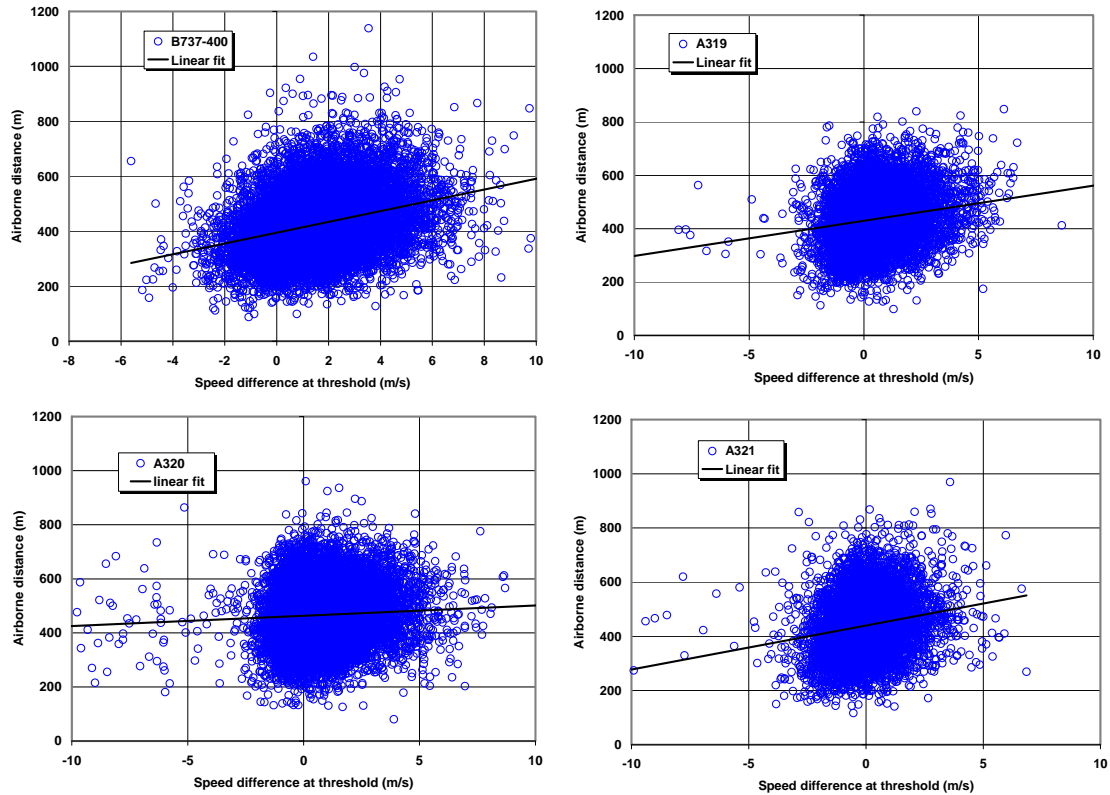 1200
1000
800
600
400
200
0
Airborne distance (m)
B737-400
Linear fit
-8 -6 -4 -2 0 2 4 6 8 10
Speed difference at threshold (m/s)
1200
1000
800
600
400
200
0
Airborne distance (m)
A319
Linear fit
-10 -5 0 5 10
Speed difference at threshold (m/s)
1200
1000
800
600
400
200
0
Airborne distance (m)
A320
linear fit
-10 -5 0 5 10
Speed difference at threshold (m/s)
1200
1000
800
600
400
200
0
Airborne distance (m)
A321
Linear fit
-10 -5 0 5 10
Speed difference at threshold (m/s)